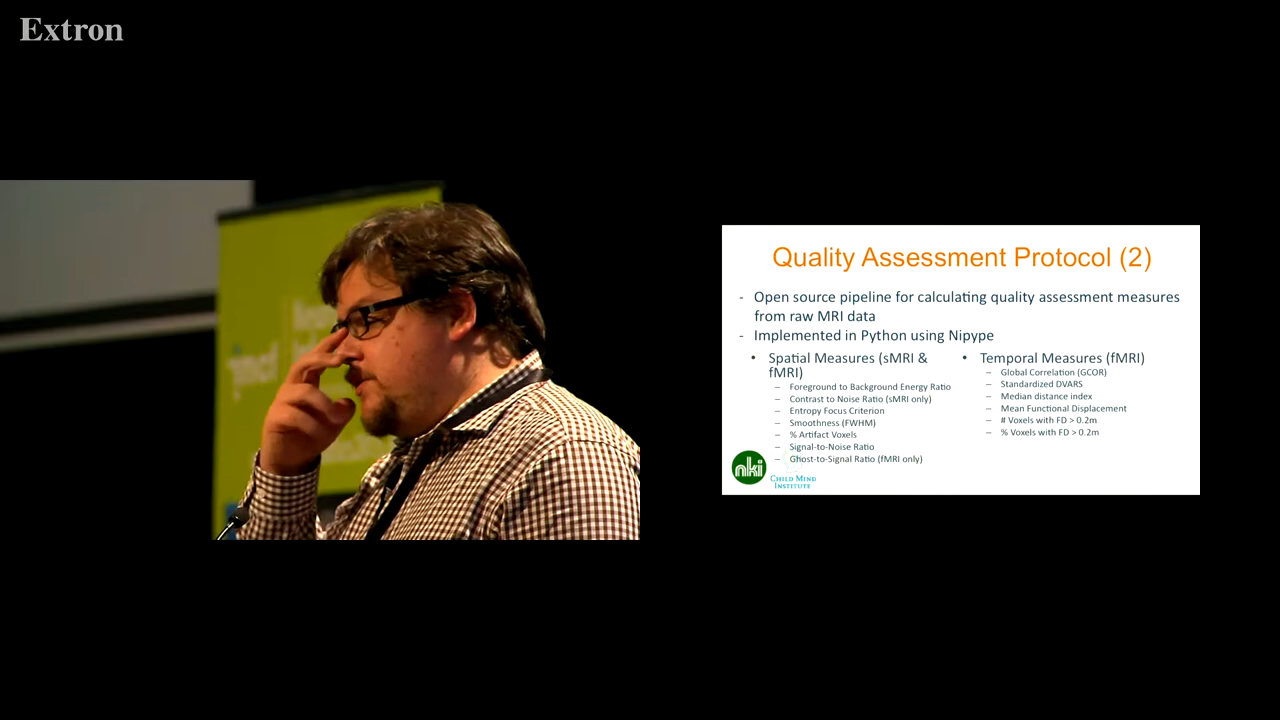 Extron
incf
Quality Assessment Protocol (2)
- Open source pipeline for calculating quality assessment measures
from raw MRI data
- Implemented in Python using Nipype
• Spatial Measures (sMRI &
fMRI)
– Foreground to Background Energy Ratio
– Contrast to Noise Ratio (sMRI only)
– Entropy Focus Criterion
– Smoothness (FWHM)
– % Artifact Voxels
– Signal-to-Noise Ratio
– Ghost-to-Signal Ratio (fMRI only)
• Temporal Measures (fMRI)
– Global Correlation (GCOR)
– Standardized DVARS
– Median distance index
– Mean Functional Displacement
– # Voxels with FD > 0.2m
– % Voxels with FD > 0.2m
nki
CHILD MIND
INSTITUTE